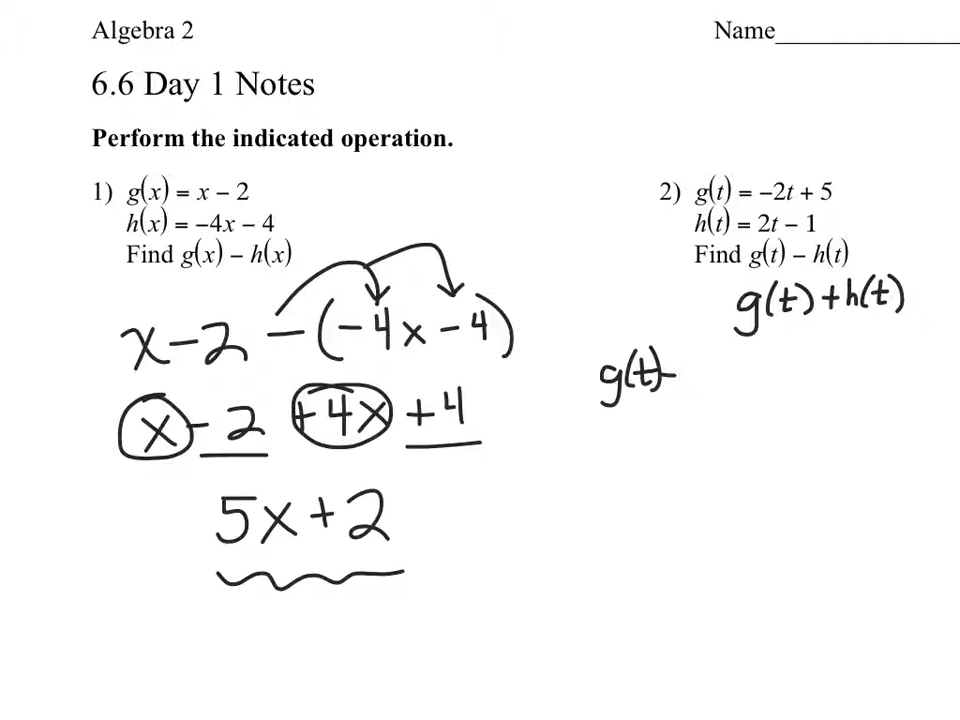 Algebra 2
Name_______________
6.6 Day 1 Notes
Perform the indicated operation.
1) g(x) = x − 2
h(x) = −4x − 4
Find g(x) − h(x)
x − 2 − (−4x − 4)
x − 2 +4x + 4
5x + 2
2) g(t) = −2t + 5
h(t) = 2t − 1
Find g(t) − h(t)
g(t) + h(t)
g(t) −